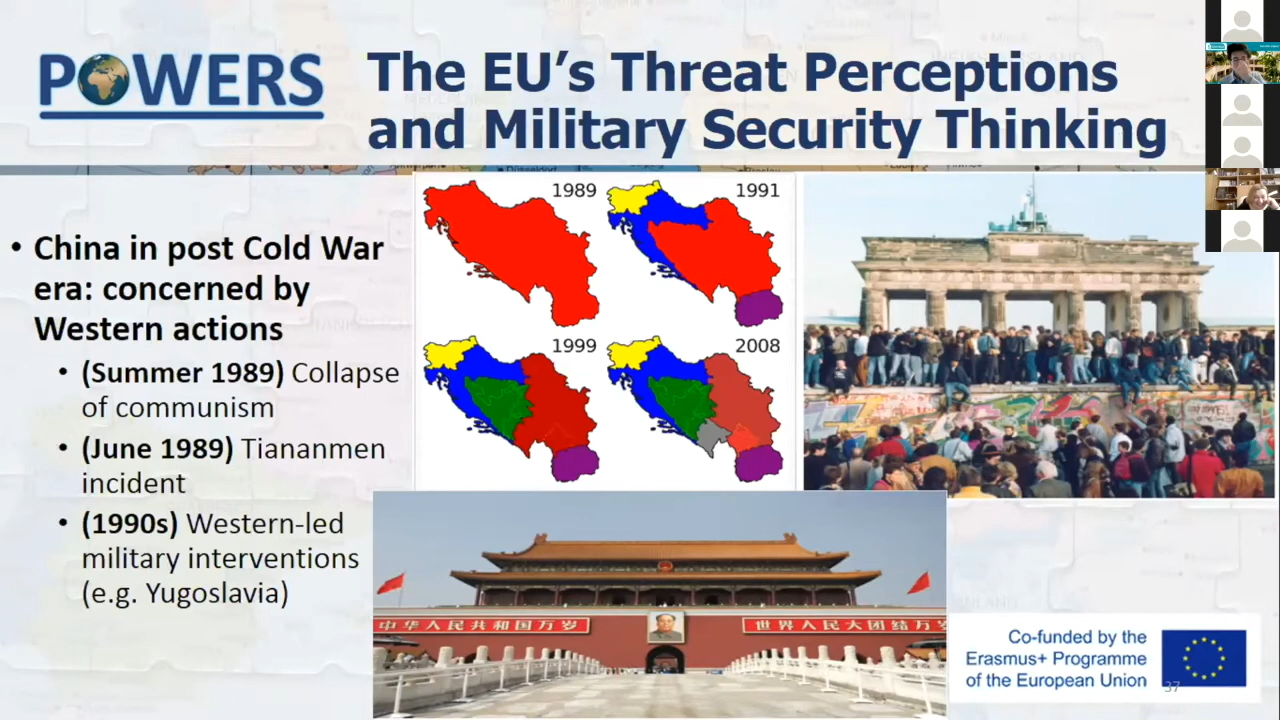 POWERS
The EU's Threat Perceptions
and Military Security Thinking
• China in post Cold War
era: concerned by
Western actions
• (Summer 1989) Collapse
of communism
• (June 1989) Tiananmen
incident
• (1990s) Western-led
military interventions
(e.g. Yugoslavia)
1989
1991
1999
2008
中华人民共和国万岁
世界人民大团结万岁
Co-funded by the
Erasmus+ Programme
of the European Union
37